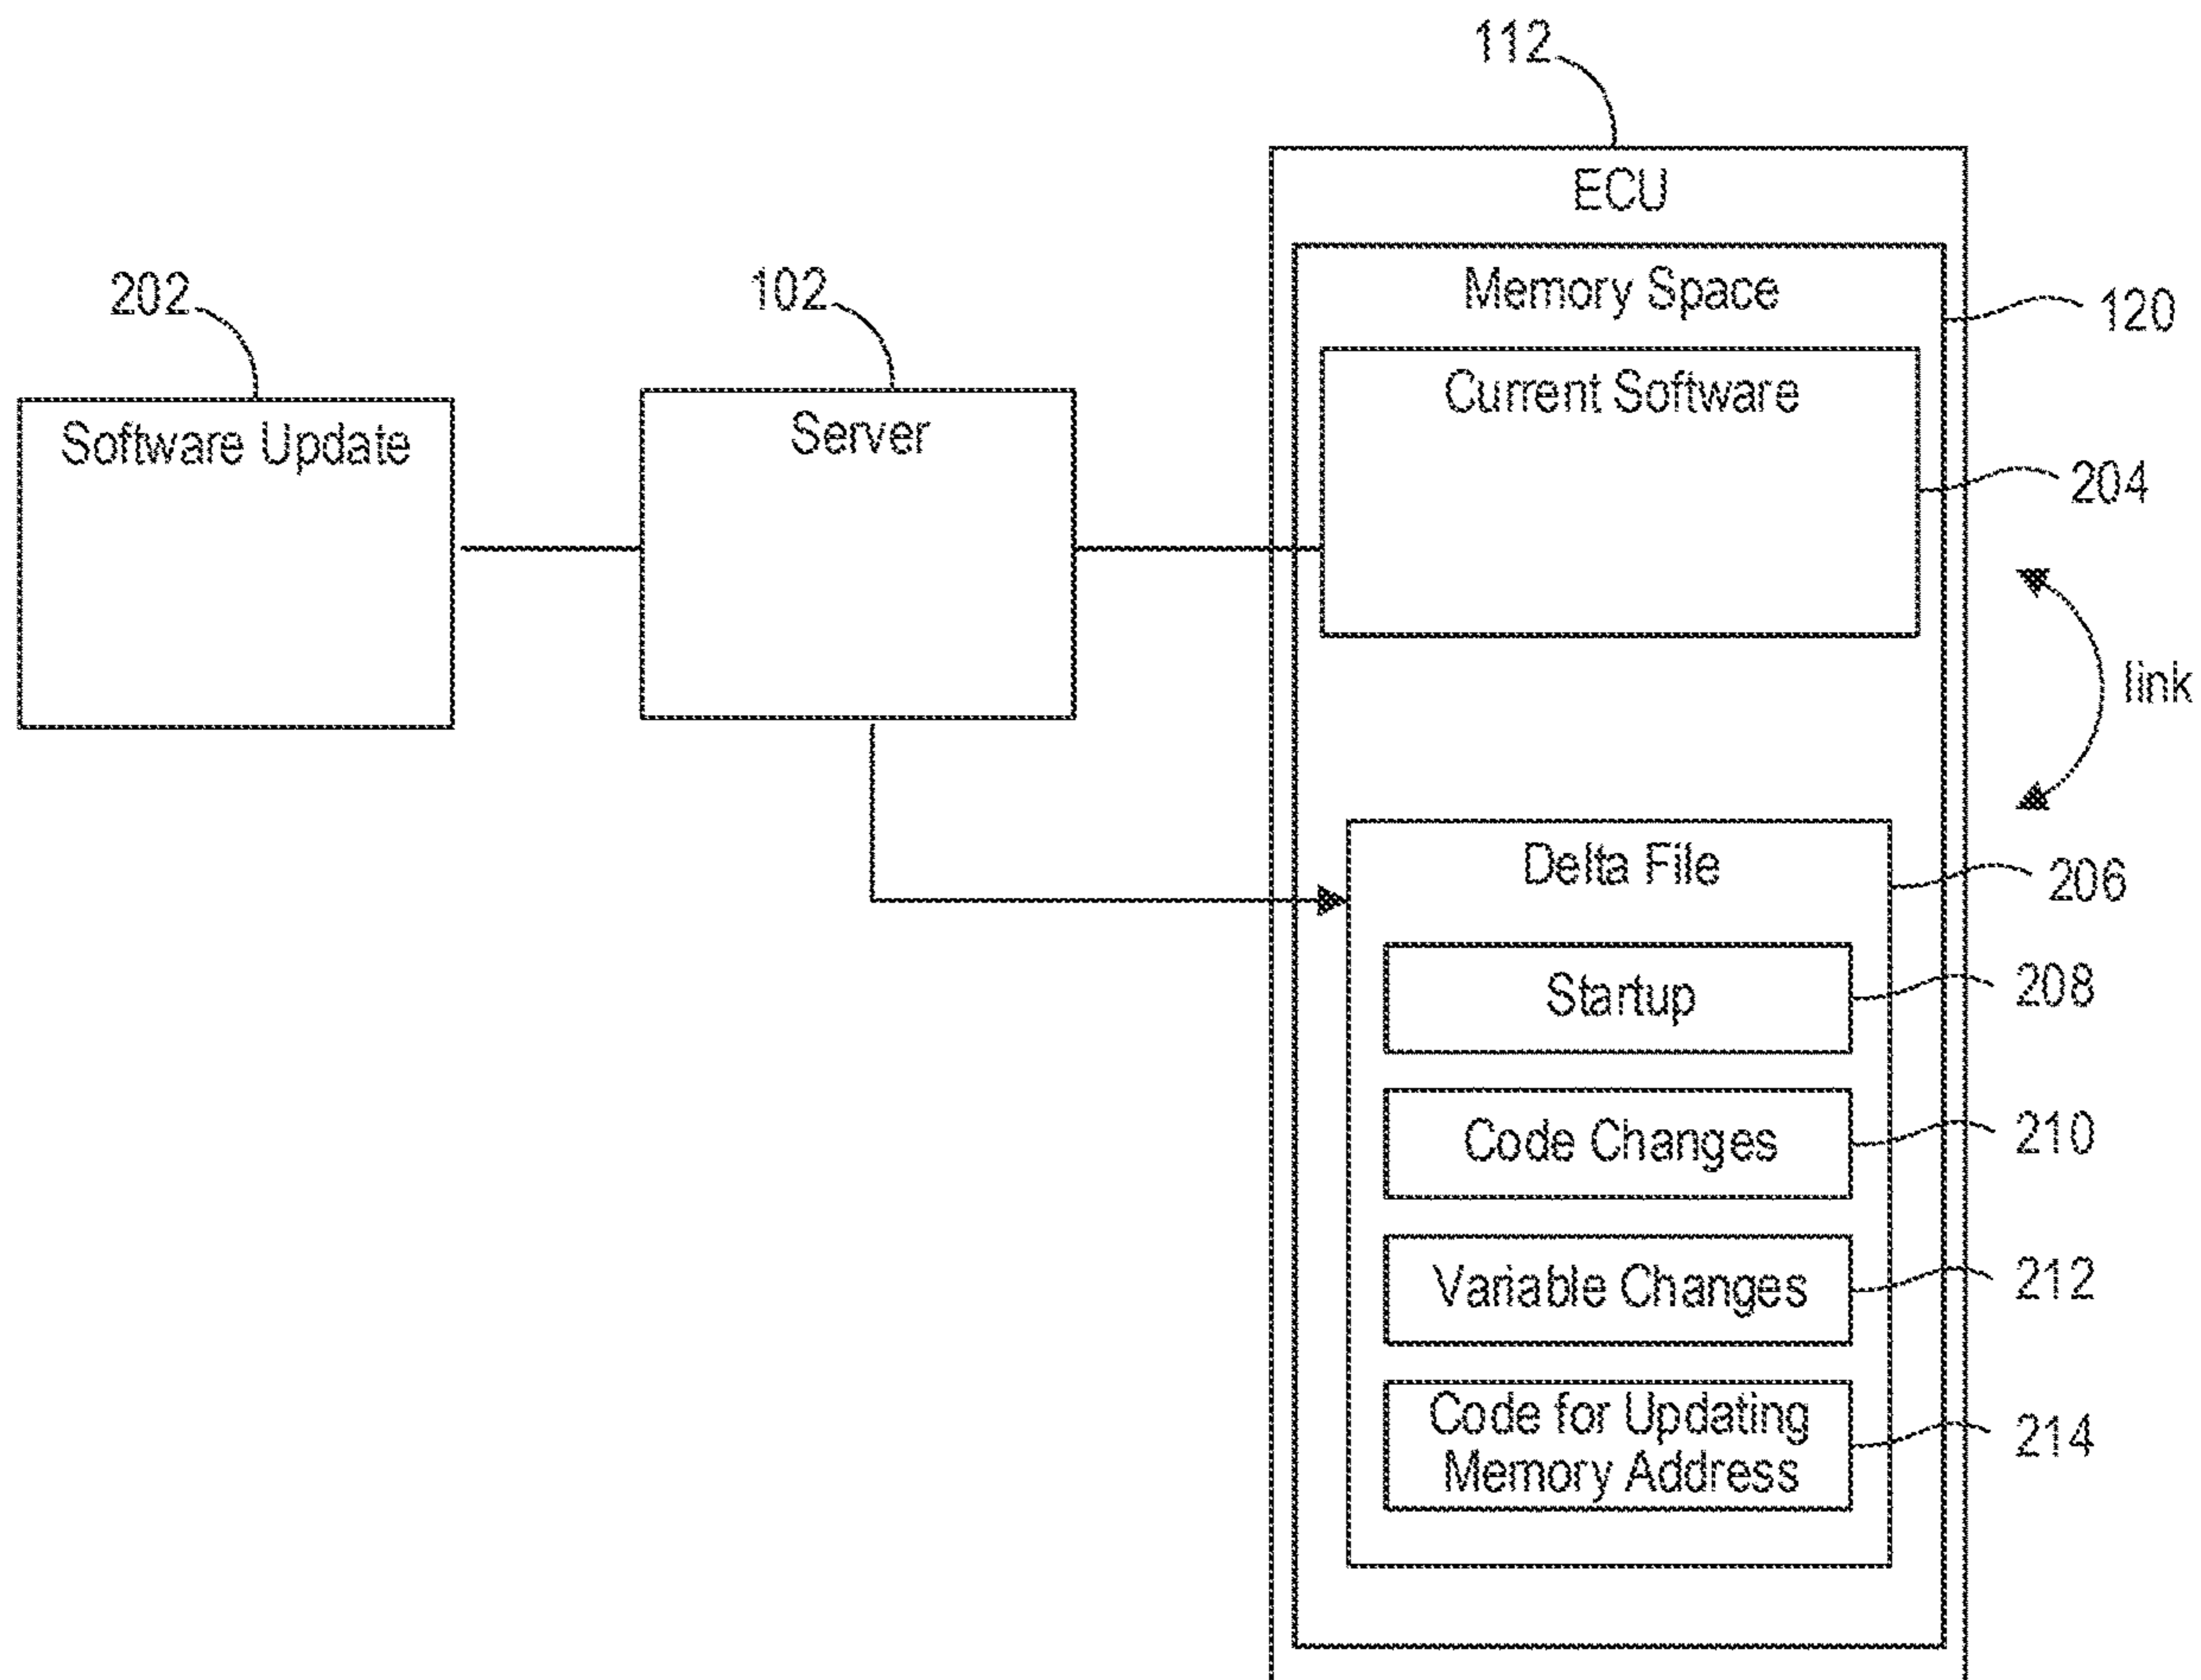 112
ECU
Memory Space
120
202
102
Current Software
Software Update
Server
204
link
Delta File
206
Startup
208
Code Changes
210
Variable Changes
212
Code for Updating
Memory Address
214